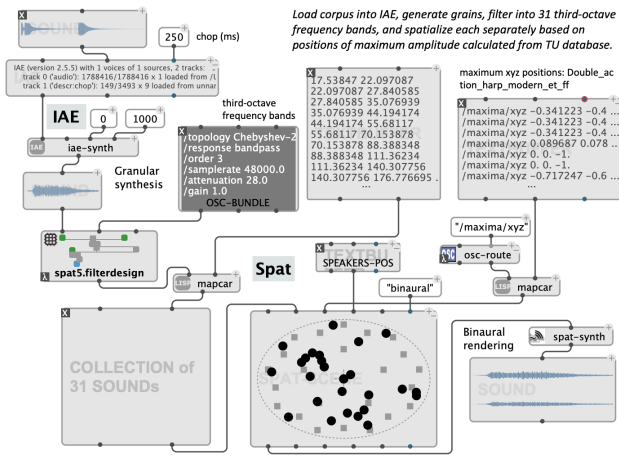 Load corpus into IAE, generate grains, filter into 31 third-octave
frequency bands, and spatialize each separately based on
positions of maximum amplitude calculated from TU database.
SOUND
250
chop (ms)
IAE (version 2.5.5) with 1 voices of 1 sources, 2 tracks:
track 0 ('audio'): 1788416/1788416 x 1 loaded from /L
track 1 ('descr:chop'): 149/3493 x 9 loaded from unnar
IAE
0
1000
IAE
iae-synth
Granular
synthesis
third-octave
frequency bands
/topology Chebyshev-2
/response bandpass
/order 3
/samplerate 48000.0
/attenuation 28.0
/gain 1.0
OSC-BUNDLE
17.53847 22.097087
22.097087 27.840585
27.840585 35.076939
35.076939 44.194174
44.194174 55.68117
55.68117 70.153878
70.153878 88.388348
88.388348 111.36234
111.36234 140.307756
140.307756 176.776695 .
...
maximum xyz positions: Double_ac
tion_harp_modern_et_ff
/maxima/xyz -0.341223 -0.4 ...
/maxima/xyz -0.341223 -0.4 ...
/maxima/xyz 0.089687 0.078 ...
/maxima/xyz 0. 0. -1.
/maxima/xyz 0. 0. -1.
/maxima/xyz -0.717247 -0.6 ...
...
spat5.filterdesign
LISP
mapcar
Spat
TEXTBU
SPEAKERS-POS
"binaural"
"/maxima/xyz"
OSC
osc-route
LISP
mapcar
COLLECTION of
31 SOUNDs
SPAT-SCENE
Binaural
rendering
spat-synth
SOUND